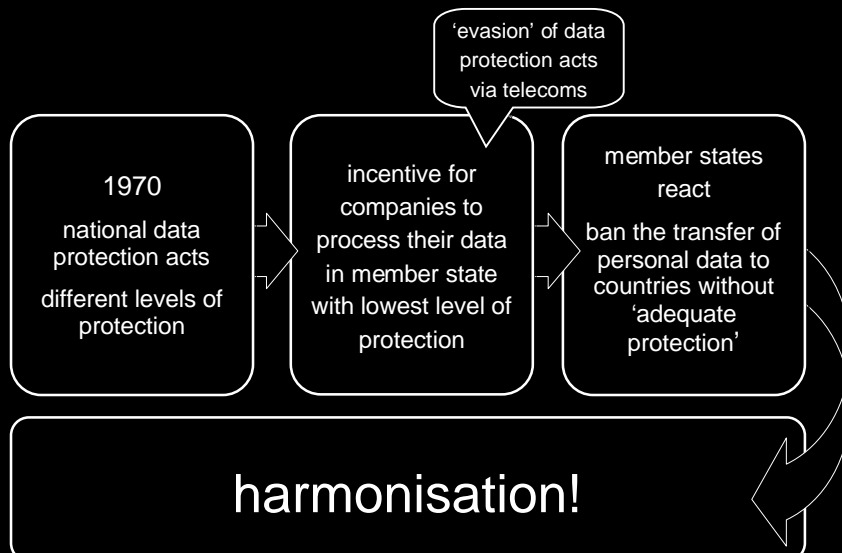 ‘evasion’ of data
protection acts
via telecoms
1970
national data
protection acts
different levels of
protection
incentive for
companies to
process their data
in member state
with lowest level of
protection
member states
react
ban the transfer of
personal data to
countries without
‘adequate
protection’
harmonisation!